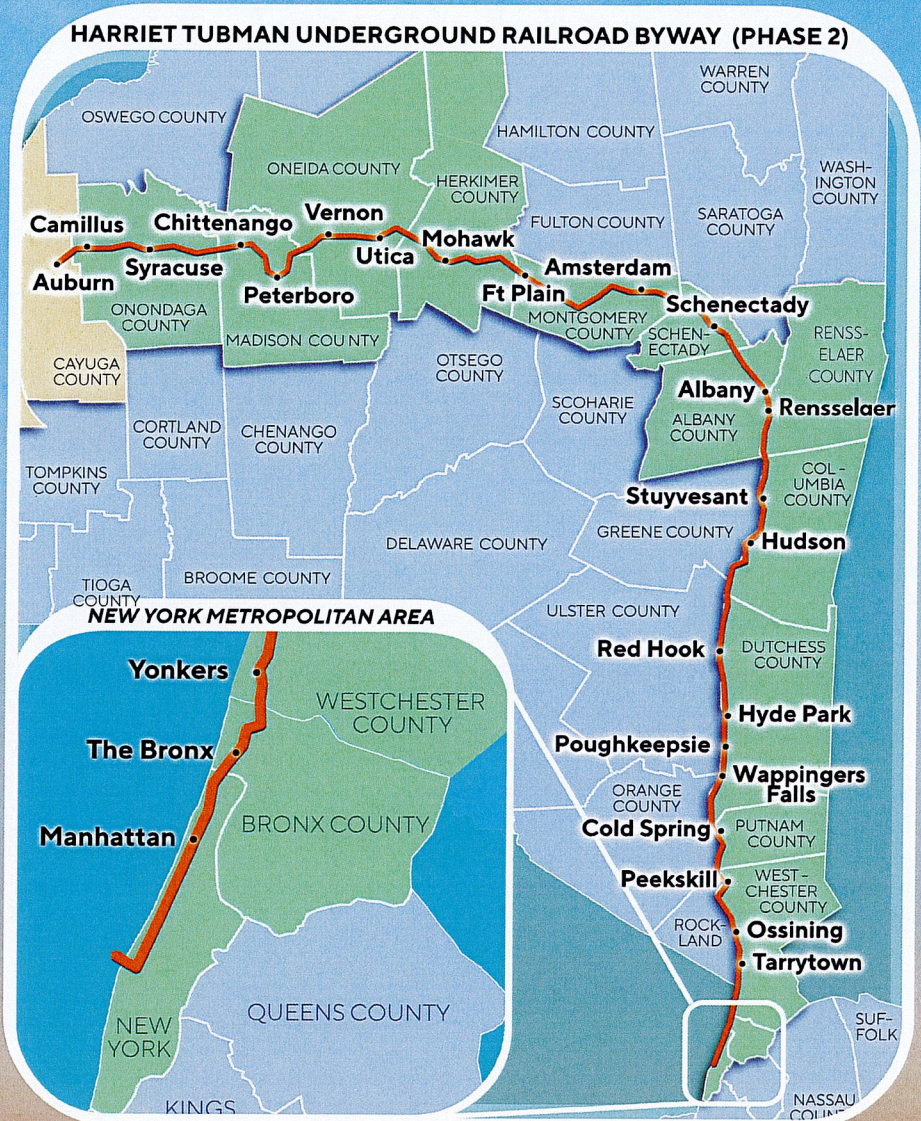 HARRIET TUBMAN UNDERGROUND RAILROAD BYWAY (PHASE 2)
WARREN
COUNTY
OSWEGO COUNTY
HAMILTON COUNTY
ONEIDA COUNTY
WASH-
INGTON
COUNTY
HERKIMER
COUNTY
SARATOGA
COUNTY
FULTON COUNTY
Camillus
Chittenango
Vernon
Mohawk
Utica
Syracuse
Auburn
Amsterdam
Ft Plain
Peterboro
Schenectady
ONONDAGA
COUNTY
MONTGOMERY
COUNTY
MADISON COUNTY
SCHEN-
ECTADY
RENSS-
ELAER
COUNTY
CAYUGA
COUNTY
OTSEGO
COUNTY
Albany
Rensselaer
SCOHARIE
COUNTY
ALBANY
COUNTY
CORTLAND
COUNTY
CHENANGO
COUNTY
TOMPKINS
COUNTY
COL-
UMBIA
COUNTY
Stuyvesant
GREENE COUNTY
Hudson
DELAWARE COUNTY
TIOGA
COUNTY
BROOME COUNTY
ULSTER COUNTY
Red Hook
DUTCHESS
COUNTY
Hyde Park
Poughkeepsie
Wappingers
Falls
ORANGE
COUNTY
Cold Spring
PUTNAM
COUNTY
Peekskill
WEST-
CHESTER
COUNTY
ROCK-
LAND
Ossining
Tarrytown
SUF-
FOLK
NASSAU
COUNTY
NEW YORK METROPOLITAN AREA
Yonkers
WESTCHESTER
COUNTY
The Bronx
BRONX COUNTY
Manhattan
QUEENS COUNTY
NEW
YORK
KINGS